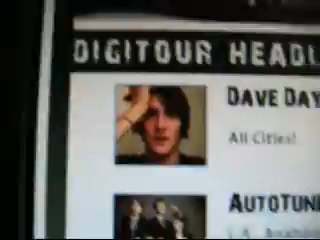 DIGITOUR HEADL
DAVE DAY
All Cities!
AUTOTUN
L.A.